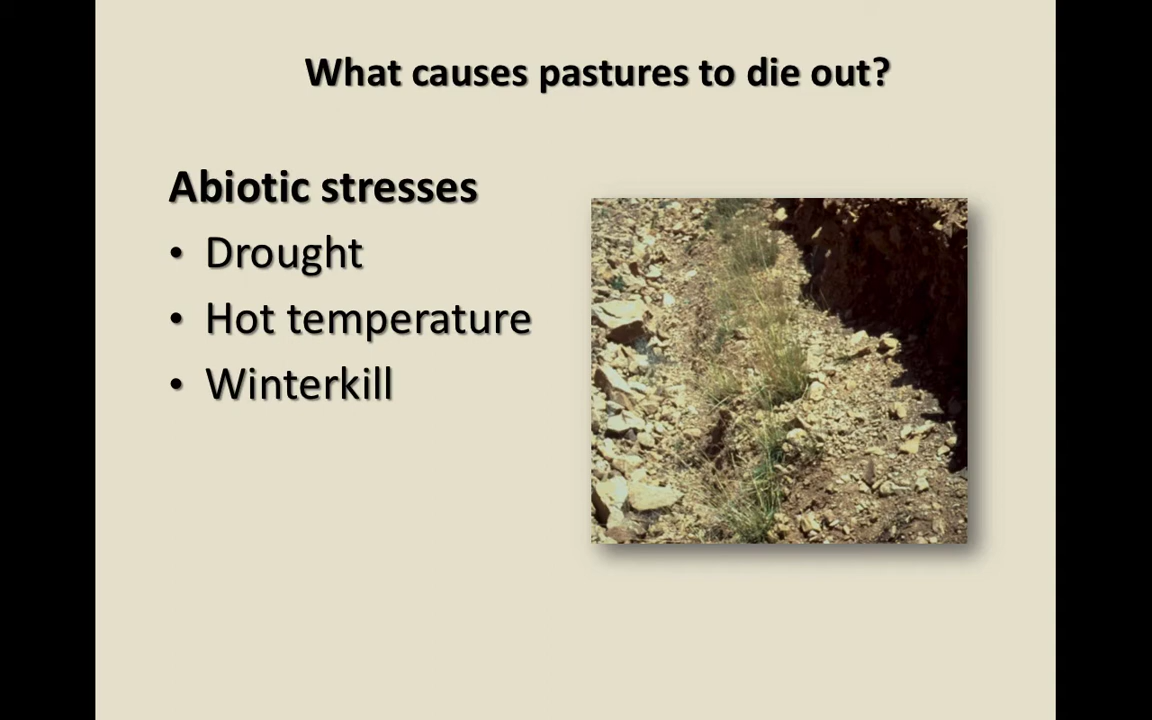 What causes pastures to die out?
Abiotic stresses
• Drought
• Hot temperature
• Winterkill